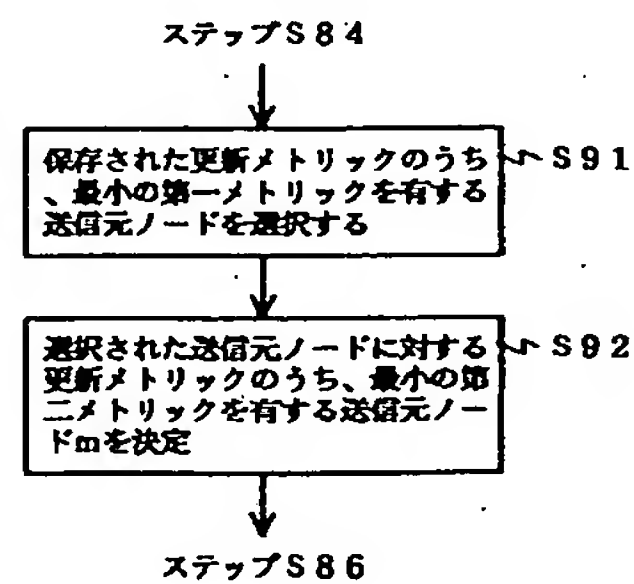 ステップS84
保存された更新メトリックのうち
、最小の第一メトリックを有する
送信元ノードを選択する
S91
選択された送信元ノードに対する
更新メトリックのうち、最小の第
二メトリックを有する送信元ノー
ドmを決定
S92
ステップS86